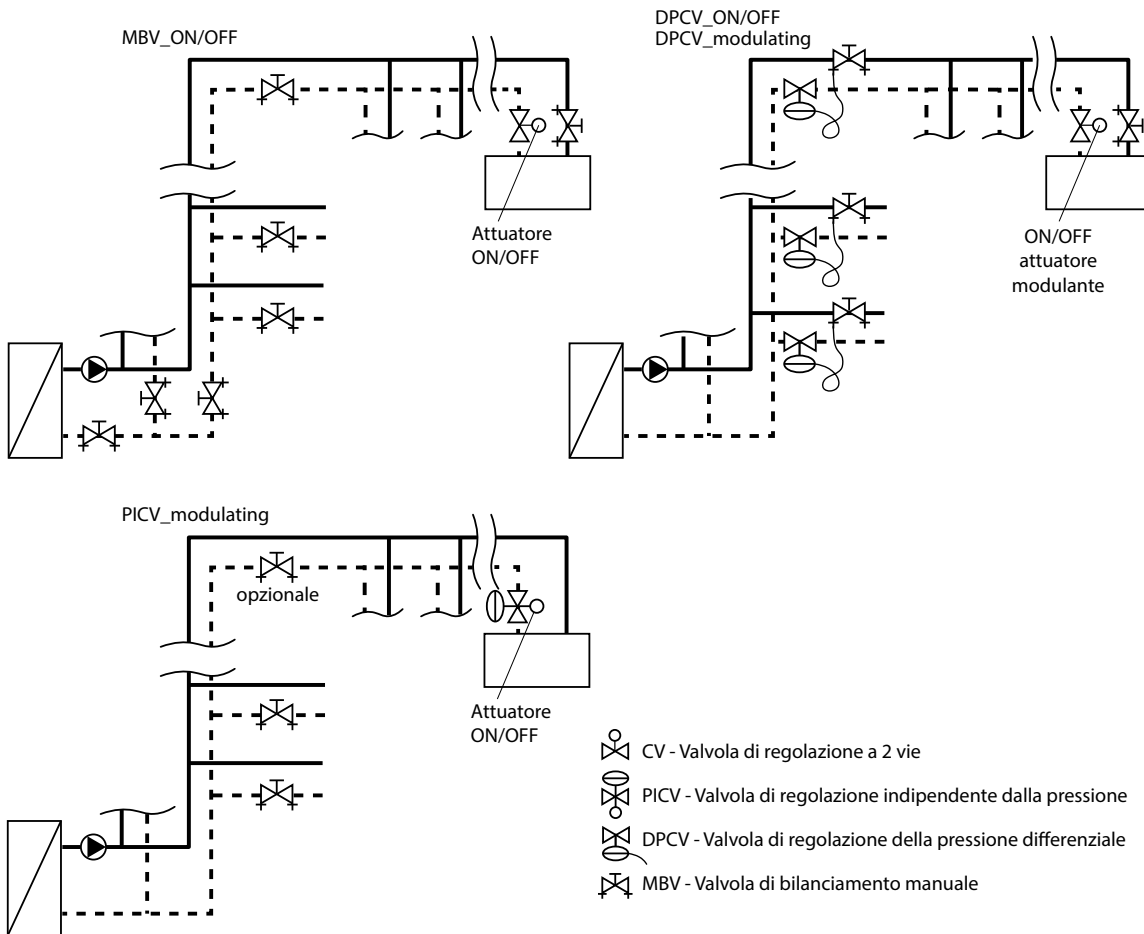 MBV_ON/OFF
Attuatore
ON/OFF
DPCV_ON/OFF
DPCV_modulating
ON/OFF
attuatore
modulante
PICV_modulating
opzionale
Attuatore
ON/OFF
CV - Valvola di regolazione a 2 vie
PICV - Valvola di regolazione indipendente dalla pressione
DPCV - Valvola di regolazione della pressione differenziale
MBV - Valvola di bilanciamento manuale